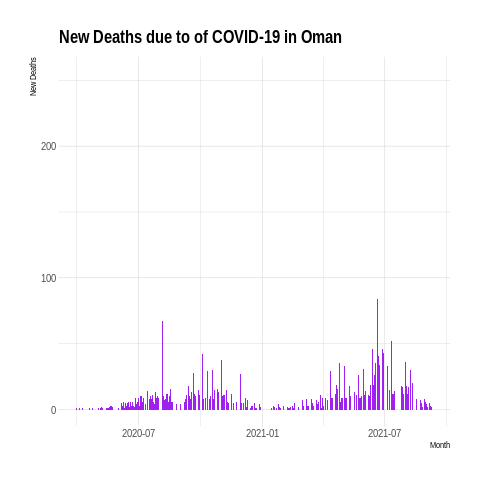 New Deaths due to of COVID-19 in Oman
New Deaths
200
100
0
2020-07
2021-01
2021-07
Month